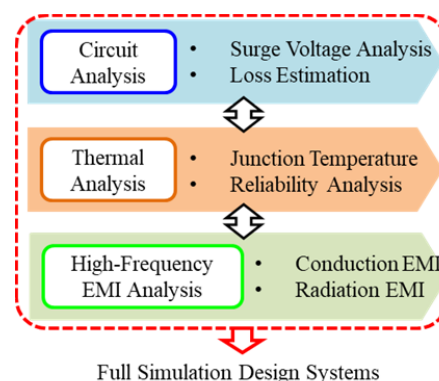 Circuit
Analysis
• Surge Voltage Analysis
• Loss Estimation
Thermal
Analysis
• Junction Temperature
• Reliability Analysis
High-Frequency
EMI Analysis
• Conduction EMI
• Radiation EMI
Full Simulation Design Systems